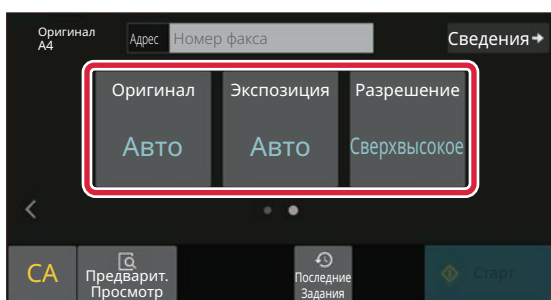 Оригинал
A4
Адрес Номер факса
Сведения
Оригинал Экспозиция Разрешение
Авто Авто Сверхвысокое
CA
Предварит.
Просмотр
Последние
Задания
Старт